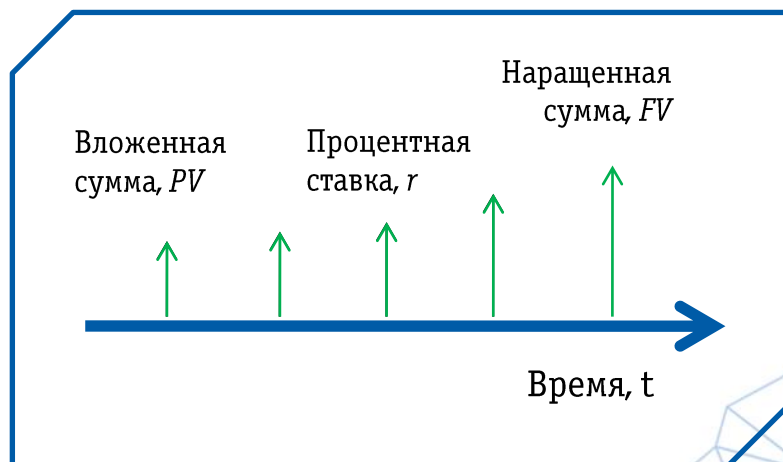 Наращенная
сумма, FV
Вложенная
сумма, PV
Процентная
ставка, r
Время, t